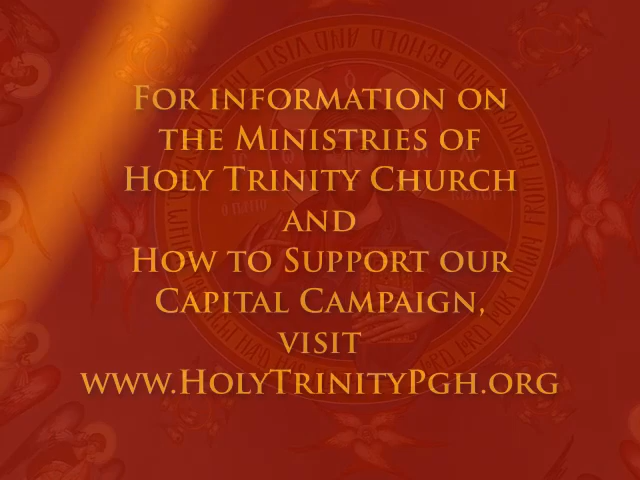 For information on
the Ministries of
Holy Trinity Church
and
How to Support our
Capital Campaign,
visit
www.HolyTrinityPgh.org